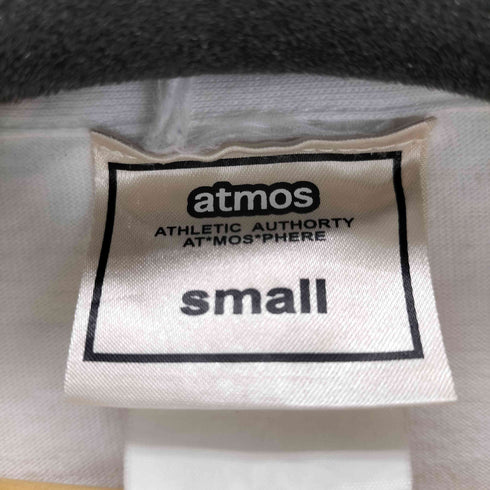 atmos
ATHLETIC AUTHORTY
AT*MOS*PHERE
small